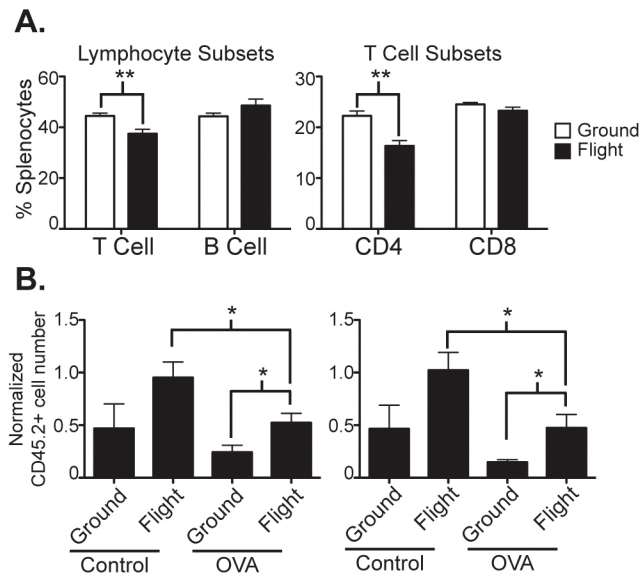 A.
Lymphocyte Subsets
T Cell Subsets
% Splenocytes
60
40
20
0
**
T Cell
B Cell
30
20
10
0
**
CD4
CD8
Ground
Flight
B.
Normalized
CD45.2+ cell number
1.5
1.0
0.5
0
*
*
Ground
Flight
Ground
Flight
Control
OVA
1.5
1.0
0.5
0
*
*
Ground
Flight
Ground
Flight
Control
OVA